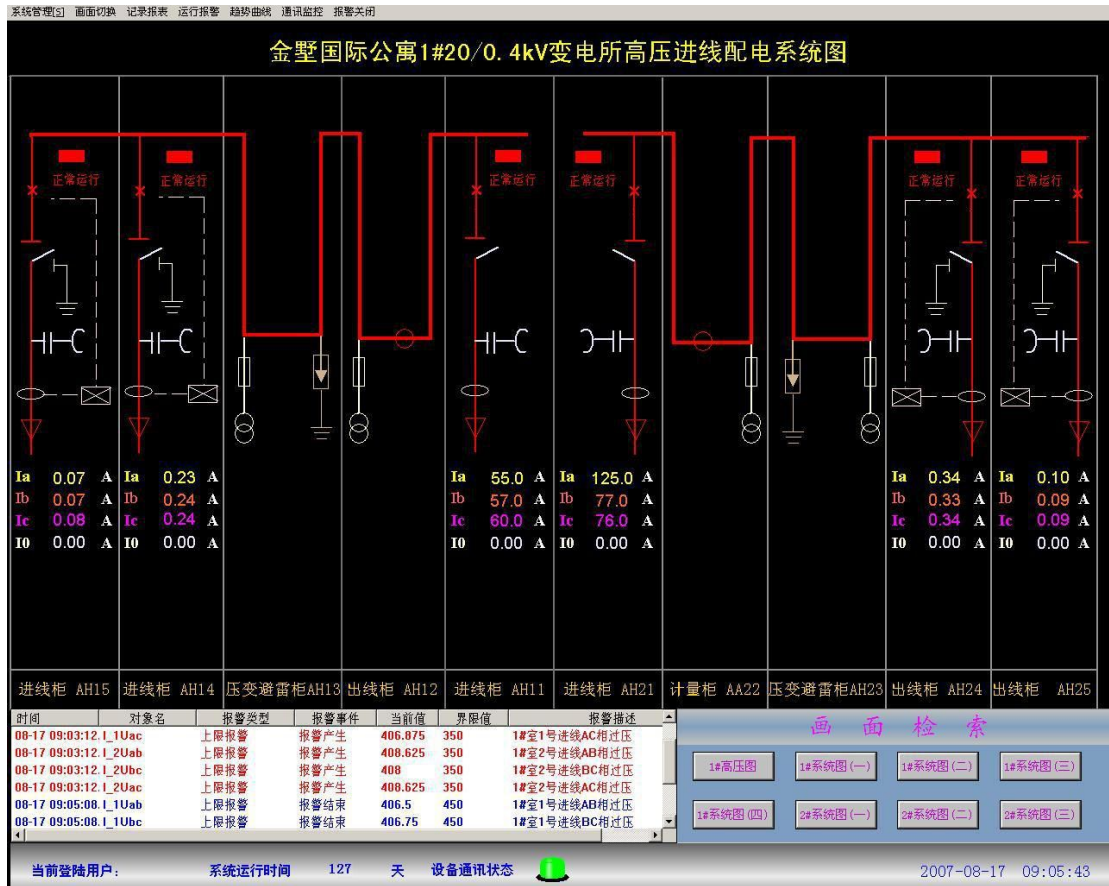 系统管理[S] 画面切换 记录报表 运行报警 趋势曲线 通讯监控 报警关闭
金墅国际公寓1#20/0.4kV变电所高压进线配电系统图
正常运行 正常运行 正常运行 正常运行 正常运行 正常运行
Ia 0.07 A Ia 0.23 A Ia 55.0 A Ia 125.0 A Ia 0.34 A Ia 0.10 A
Ib 0.07 A Ib 0.24 A Ib 57.0 A Ib 77.0 A Ib 0.33 A Ib 0.09 A
Ic 0.08 A Ic 0.24 A Ic 60.0 A Ic 76.0 A Ic 0.34 A Ic 0.09 A
I0 0.00 A I0 0.00 A I0 0.00 A I0 0.00 A I0 0.00 A I0 0.00 A
进线柜 AH15 进线柜 AH14 压变避雷柜AH13 出线柜 AH12 进线柜 AH11 进线柜 AH21 计量柜 AA22 压变避雷柜AH23 出线柜 AH24 出线柜 AH25
时间 对象名 报警类型 报警事件 当前值 界限值 报警描述
08-17 09:03:12. I_1Uac 上限报警 报警产生 406.875 350 1#室1号进线AC相过压
08-17 09:03:12. I_2Uab 上限报警 报警产生 408.625 350 1#室2号进线AB相过压
08-17 09:03:12. I_2Ubc 上限报警 报警产生 408 350 1#室2号进线BC相过压
08-17 09:03:12. I_2Uac 上限报警 报警产生 408.625 350 1#室2号进线AC相过压
08-17 09:05:08. I_1Uab 上限报警 报警结束 406.5 450 1#室1号进线AB相过压
08-17 09:05:08. I_1Ubc 上限报警 报警结束 406.75 450 1#室1号进线BC相过压
画面检索
1#高压图 1#系统图(一) 1#系统图(二) 1#系统图(三)
1#系统图(四) 2#系统图(一) 2#系统图(二) 2#系统图(三)
当前登陆用户: 系统运行时间 127 天 设备通讯状态 2007-08-17 09:05:43